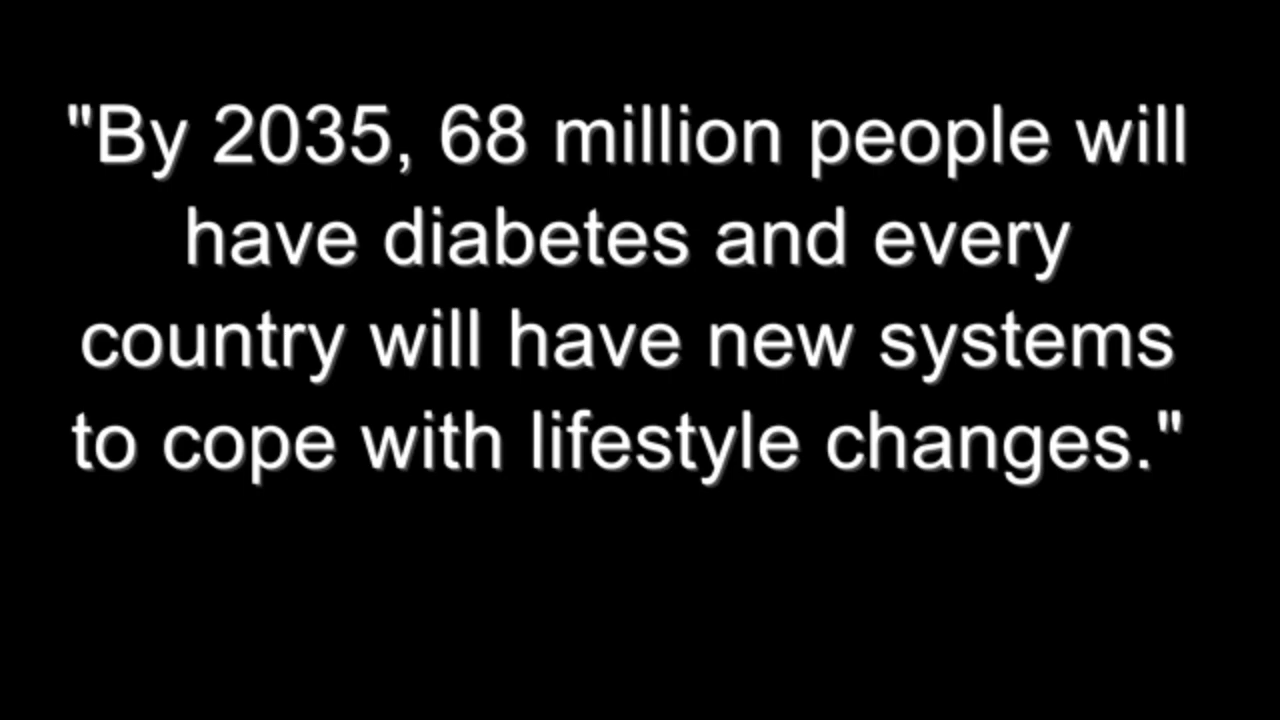 "By 2035, 68 million people will
have diabetes and every
country will have new systems
to cope with lifestyle changes."